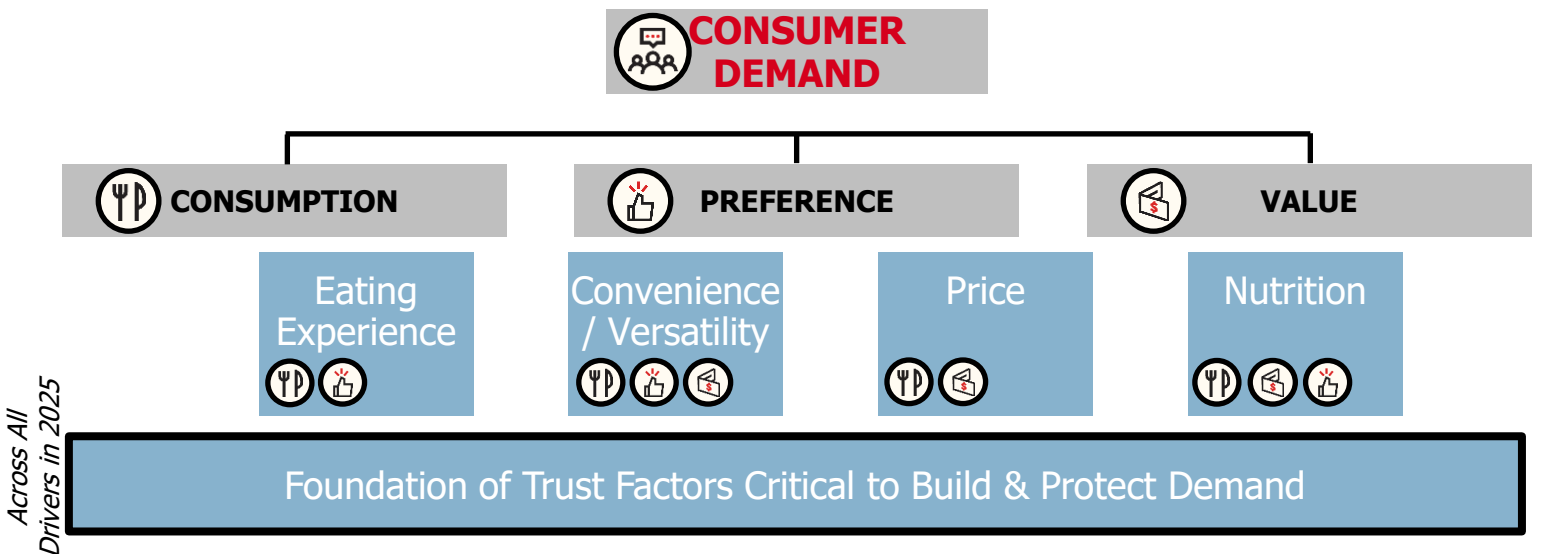 CONSUMER
DEMAND
CONSUMPTION
PREFERENCE
VALUE
Eating
Experience
Convenience
/ Versatility
Price
Nutrition
Across All
Drivers in 2025
Foundation of Trust Factors Critical to Build & Protect Demand